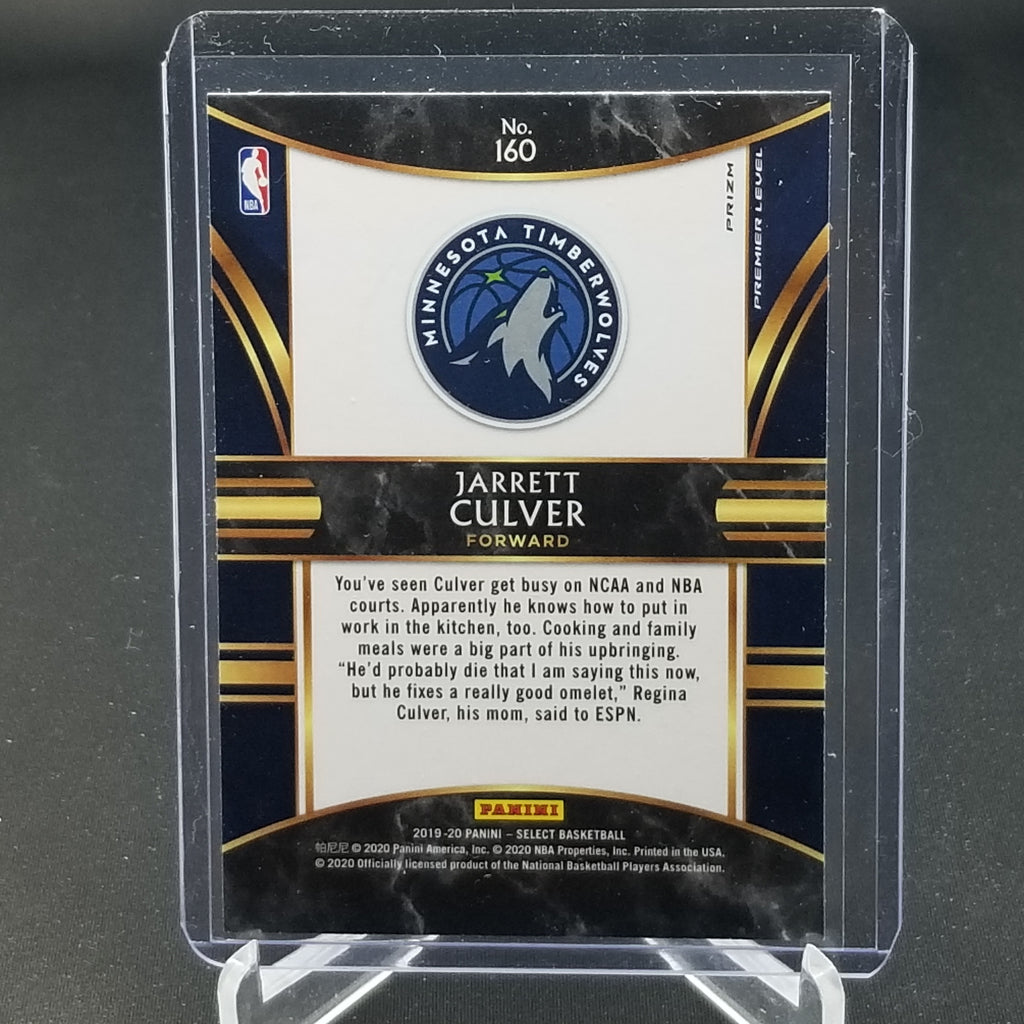 No.
160
NBA
PRIZM
PREMIER LEVEL
MINNESOTA TIMBERWOLVES
JARRETT
CULVER
FORWARD
You've seen Culver get busy on NCAA and NBA
courts. Apparently he knows how to put in
work in the kitchen, too. Cooking and family
meals were a big part of his upbringing.
“He'd probably die that I am saying this now,
but he fixes a really good omelet,” Regina
Culver, his mom, said to ESPN.
PANINI
2019-20 PANINI – SELECT BASKETBALL
帕尼尼 © 2020 Panini America, Inc. © 2020 NBA Properties, Inc. Printed in the USA.
© 2020 Officially licensed product of the National Basketball Players Association.